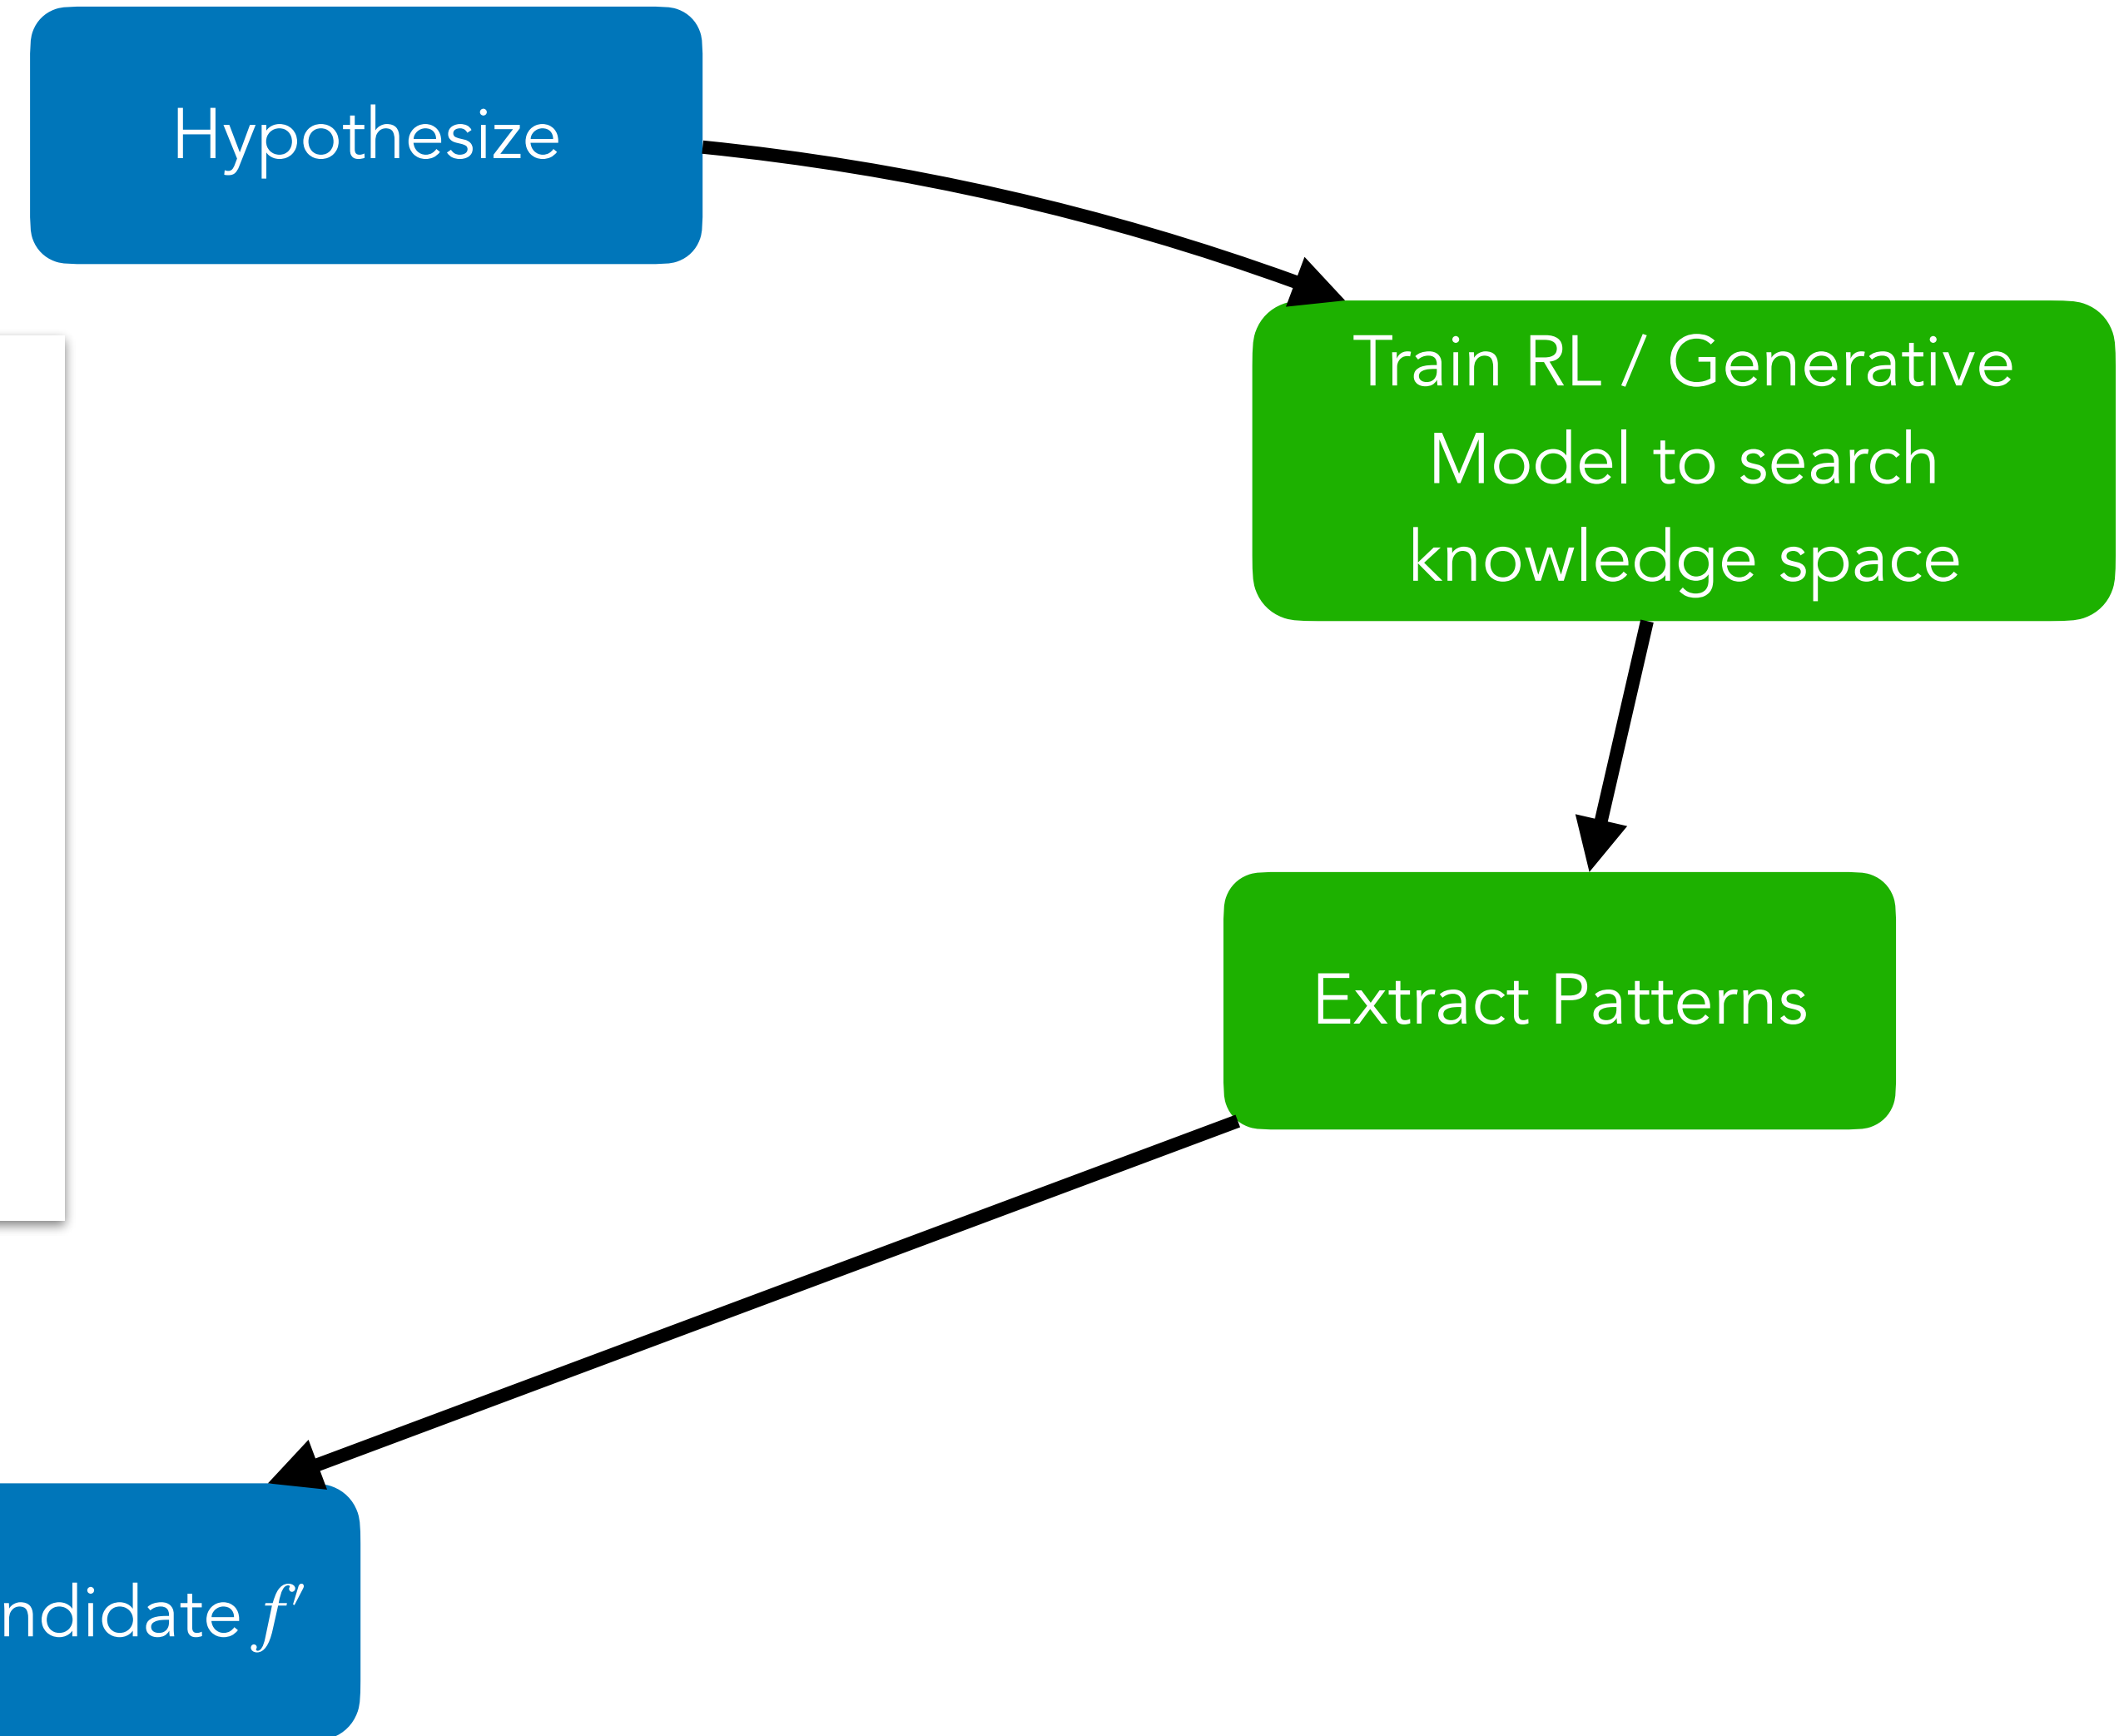 Hypothesize
Train RL / Generative
Model to search
knowledge space
Extract Patterns
ndidate f′